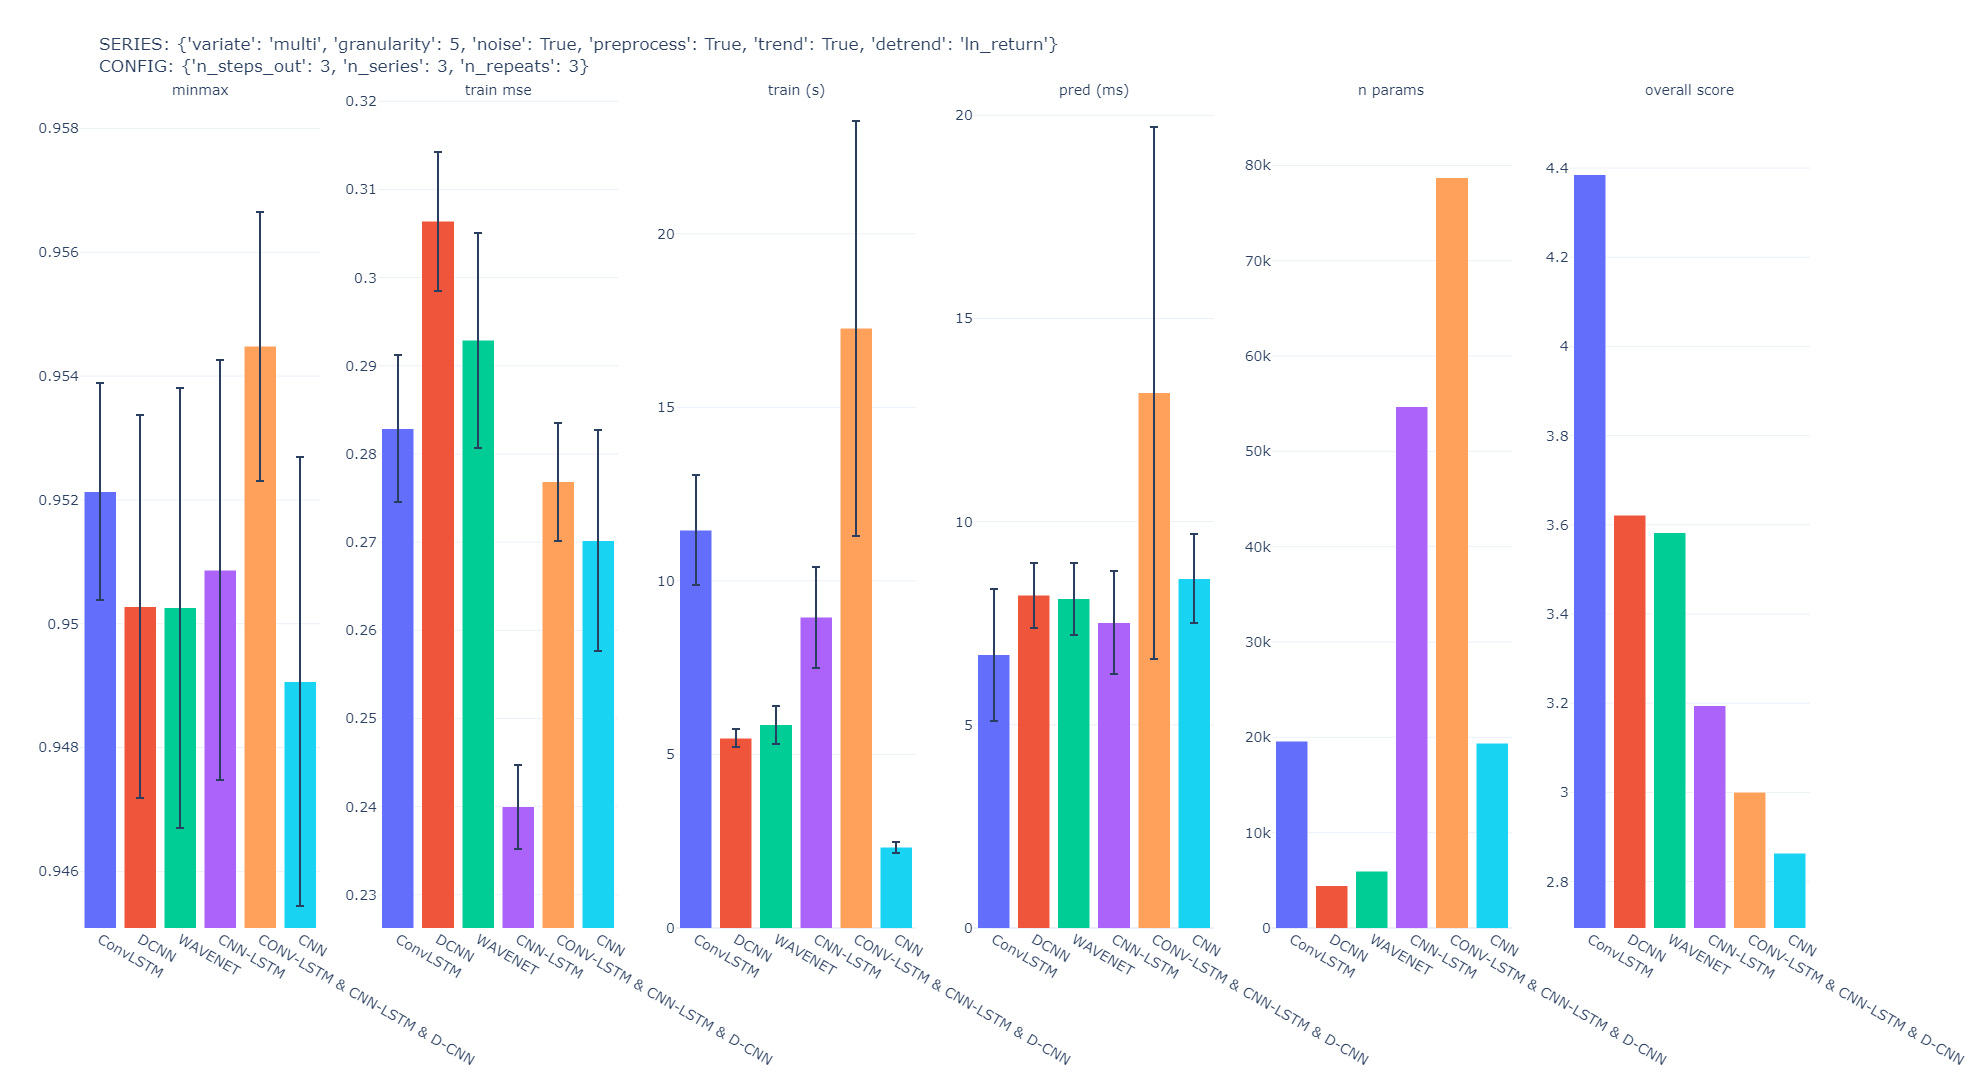 SERIES: {'variate': 'multi', 'granularity': 5, 'noise': True, 'preprocess': True, 'trend': True, 'detrend': 'ln_return'}
CONFIG: {'n_steps_out': 3, 'n_series': 3, 'n_repeats': 3}
minmax
0.958
0.956
0.954
0.952
0.95
0.948
0.946
ConvLSTM
DCNN
WAVENET
CNN-LSTM
CONV-LSTM & CNN-LSTM & D-CNN
CNN
train mse
0.32
0.31
0.3
0.29
0.28
0.27
0.26
0.25
0.24
0.23
ConvLSTM
DCNN
WAVENET
CNN-LSTM
CONV-LSTM & CNN-LSTM & D-CNN
CNN
train (s)
20
15
10
5
0
ConvLSTM
DCNN
WAVENET
CNN-LSTM
CONV-LSTM & CNN-LSTM & D-CNN
CNN
pred (ms)
20
15
10
5
0
ConvLSTM
DCNN
WAVENET
CNN-LSTM
CONV-LSTM & CNN-LSTM & D-CNN
CNN
n params
80k
70k
60k
50k
40k
30k
20k
10k
0
ConvLSTM
DCNN
WAVENET
CNN-LSTM
CONV-LSTM & CNN-LSTM & D-CNN
CNN
overall score
4.4
4.2
4
3.8
3.6
3.4
3.2
3
2.8
ConvLSTM
DCNN
WAVENET
CNN-LSTM
CONV-LSTM & CNN-LSTM & D-CNN
CNN